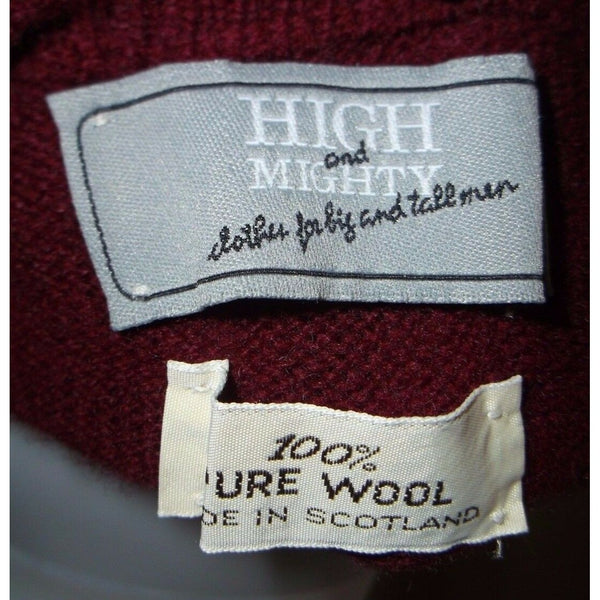 HIGH
and
MIGHTY
clothes for big and tall men
100%
URE WOOL
DE IN SCOTLAND